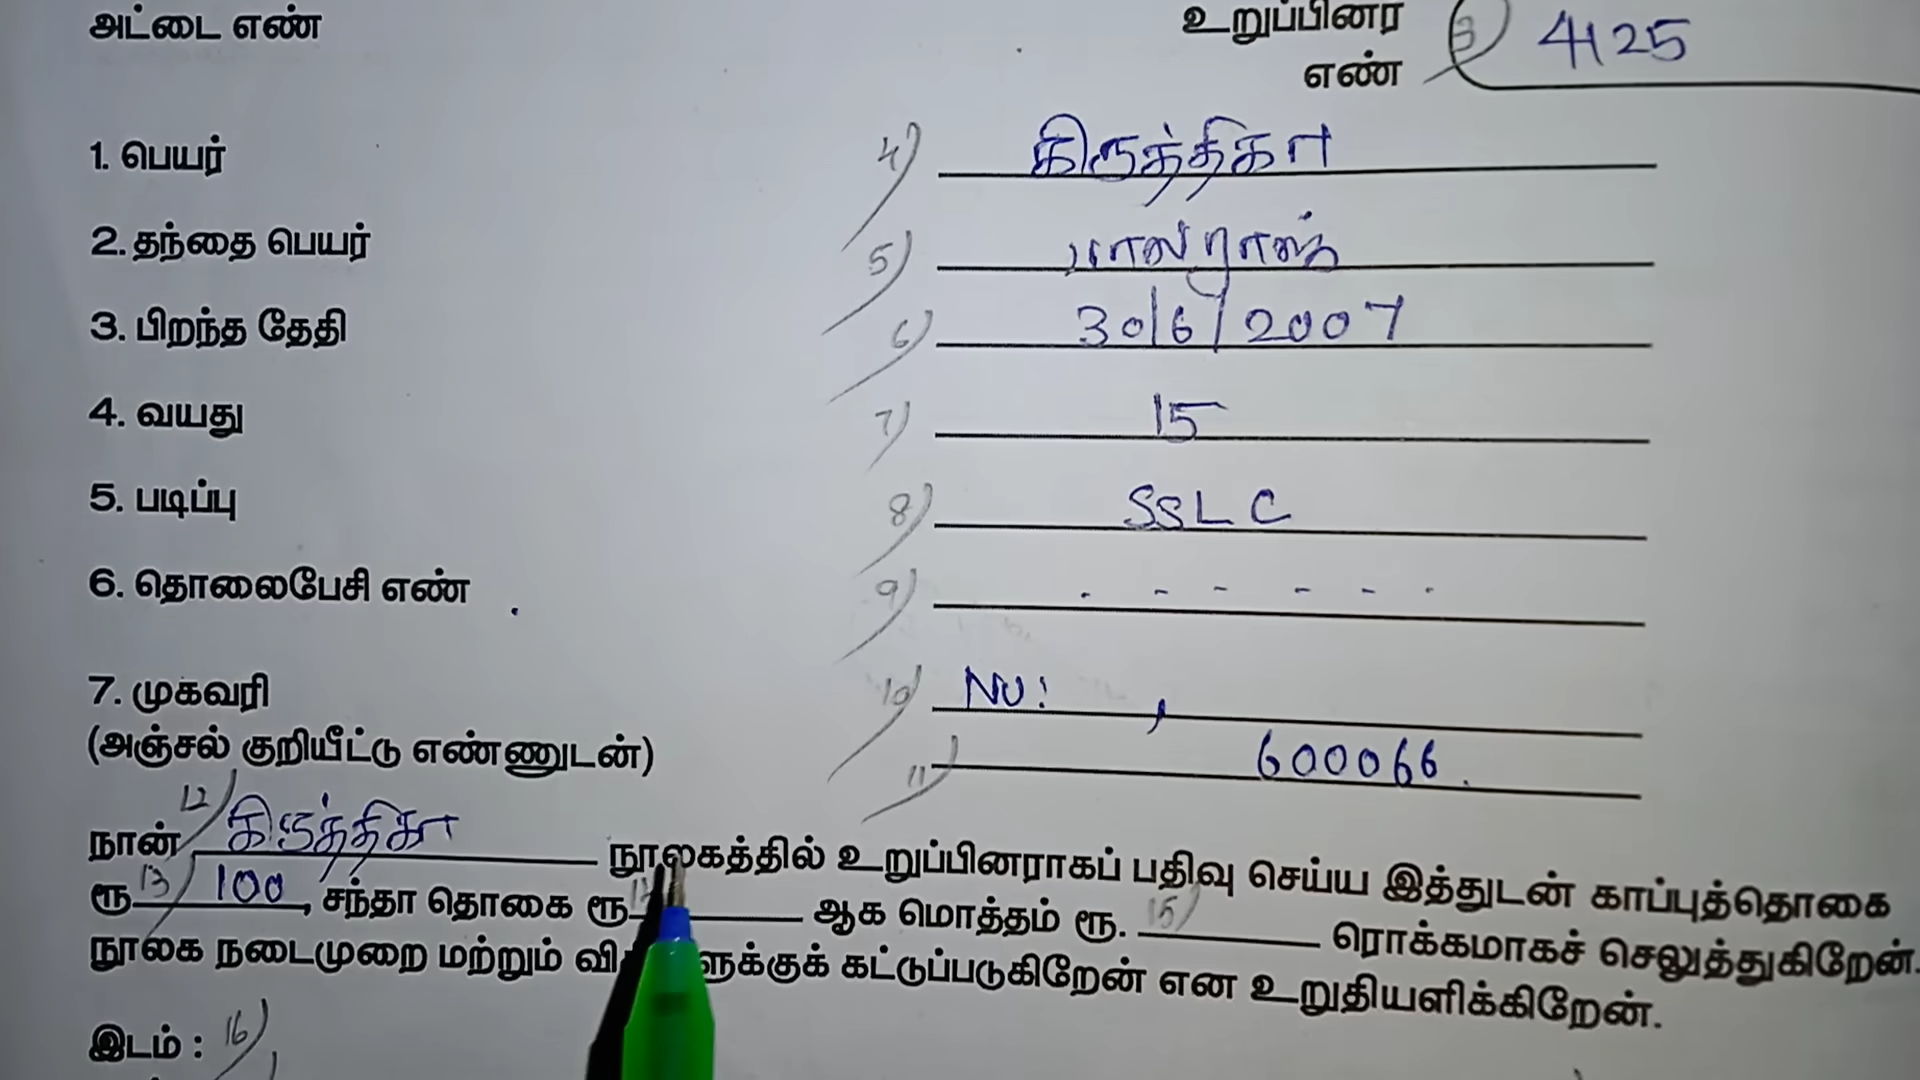 அட்டை எண் உறுப்பினர் எண் 3) 4125
1. பெயர் 4) கிருத்திகா
2. தந்தை பெயர் 5) பாலமுருகன்
3. பிறந்த தேதி 6) 30/6/2007
4. வயது 7) 15
5. படிப்பு 8) SSLC
6. தொலைபேசி எண் 9) . - - - - .
7. முகவரி 10) NO: ,
(அஞ்சல் குறியீட்டு எண்ணுடன்) 11) 600066.
நான் 12) கிருத்திகா நூலகத்தில் உறுப்பினராகப் பதிவு செய்ய இத்துடன் காப்புத்தொகை
ரூ 13) 100, சந்தா தொகை ரூ ஆக மொத்தம் ரூ. 15) ரொக்கமாகச் செலுத்துகிறேன்.
நூலக நடைமுறை மற்றும் கட்டுப்படுகிறேன் என உறுதியளிக்கிறேன்.
இடம் : 16)